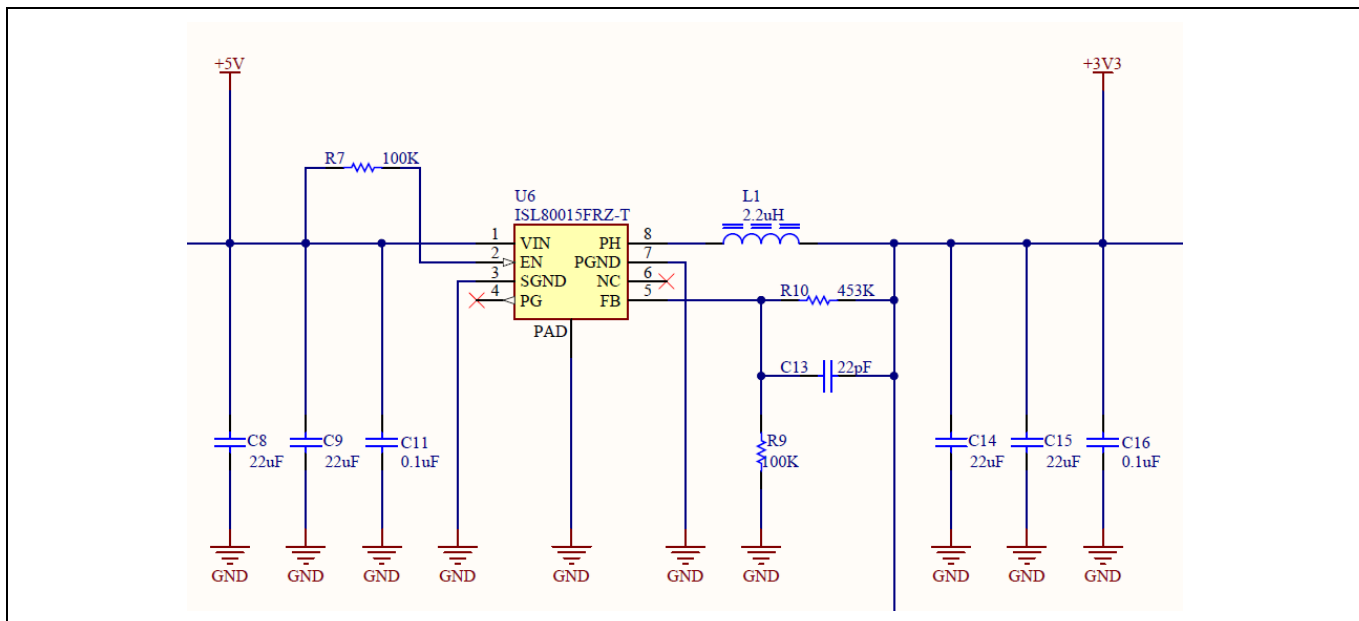 +5V
+3V3
R7 100K
U6
ISL80015FRZ-T
L1
2.2uH
1 VIN PH 8
2 EN PGND 7
3 SGND NC 6
4 PG FB 5
PAD
R10 453K
C13 22pF
C8
22uF
C9
22uF
C11
0.1uF
R9
100K
C14
22uF
C15
22uF
C16
0.1uF
GND GND GND GND GND GND GND GND GND GND